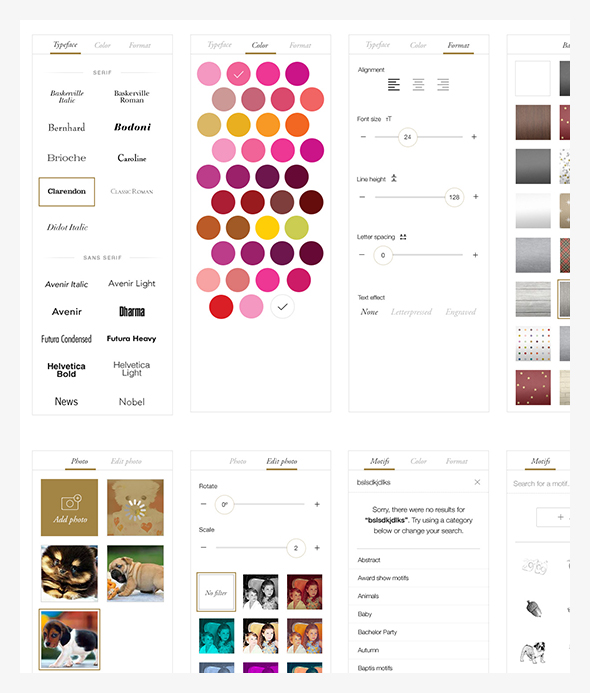 Typeface Color Format
SERIF
Baskerville Italic
Baskerville Roman
Bernhard
Bodoni
Brioche
Caroline
Clarendon
CLASSIC ROMAN
Didot Italic
SANS SERIF
Avenir Italic
Avenir Light
Avenir
Dharma
Futura Condensed
Futura Heavy
Helvetica Bold
Helvetica Light
News
Nobel
Typeface Color Format
Typeface Color Format
Alignment
Font size TT
− 24 +
Line height
− 128 +
Letter spacing
− 0 +
Text effect
None Letterpressed Engraved
Ba
Photo Edit photo
Add photo
Photo Edit photo
Rotate
− 0° +
Scale
− 2 +
No filter
Motifs Color Format
bslsdkjdlks
Sorry, there were no results for
“bslsdkjdlks”. Try using a category
below or change your search.
Abstract
Award show motifs
Animals
Baby
Bachelor Party
Autumn
Baptis motifs
Motifs
Search for a motif.
+